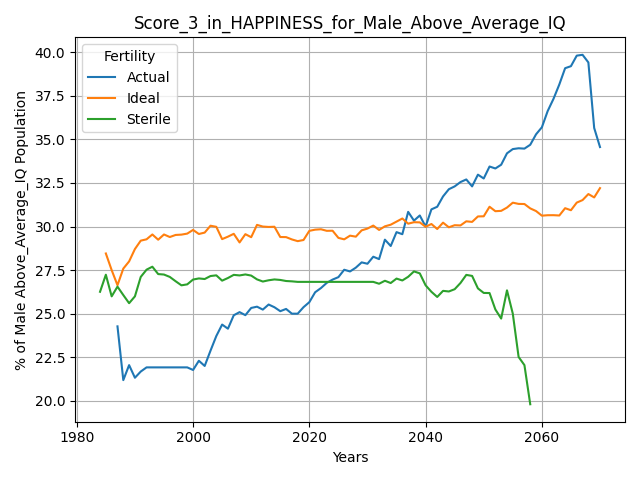 Score_3_in_HAPPINESS_for_Male_Above_Average_IQ
% of Male Above_Average_IQ Population
40.0
37.5
35.0
32.5
30.0
27.5
25.0
22.5
20.0
Fertility
Actual
Ideal
Sterile
1980
2000
2020
2040
2060
Years